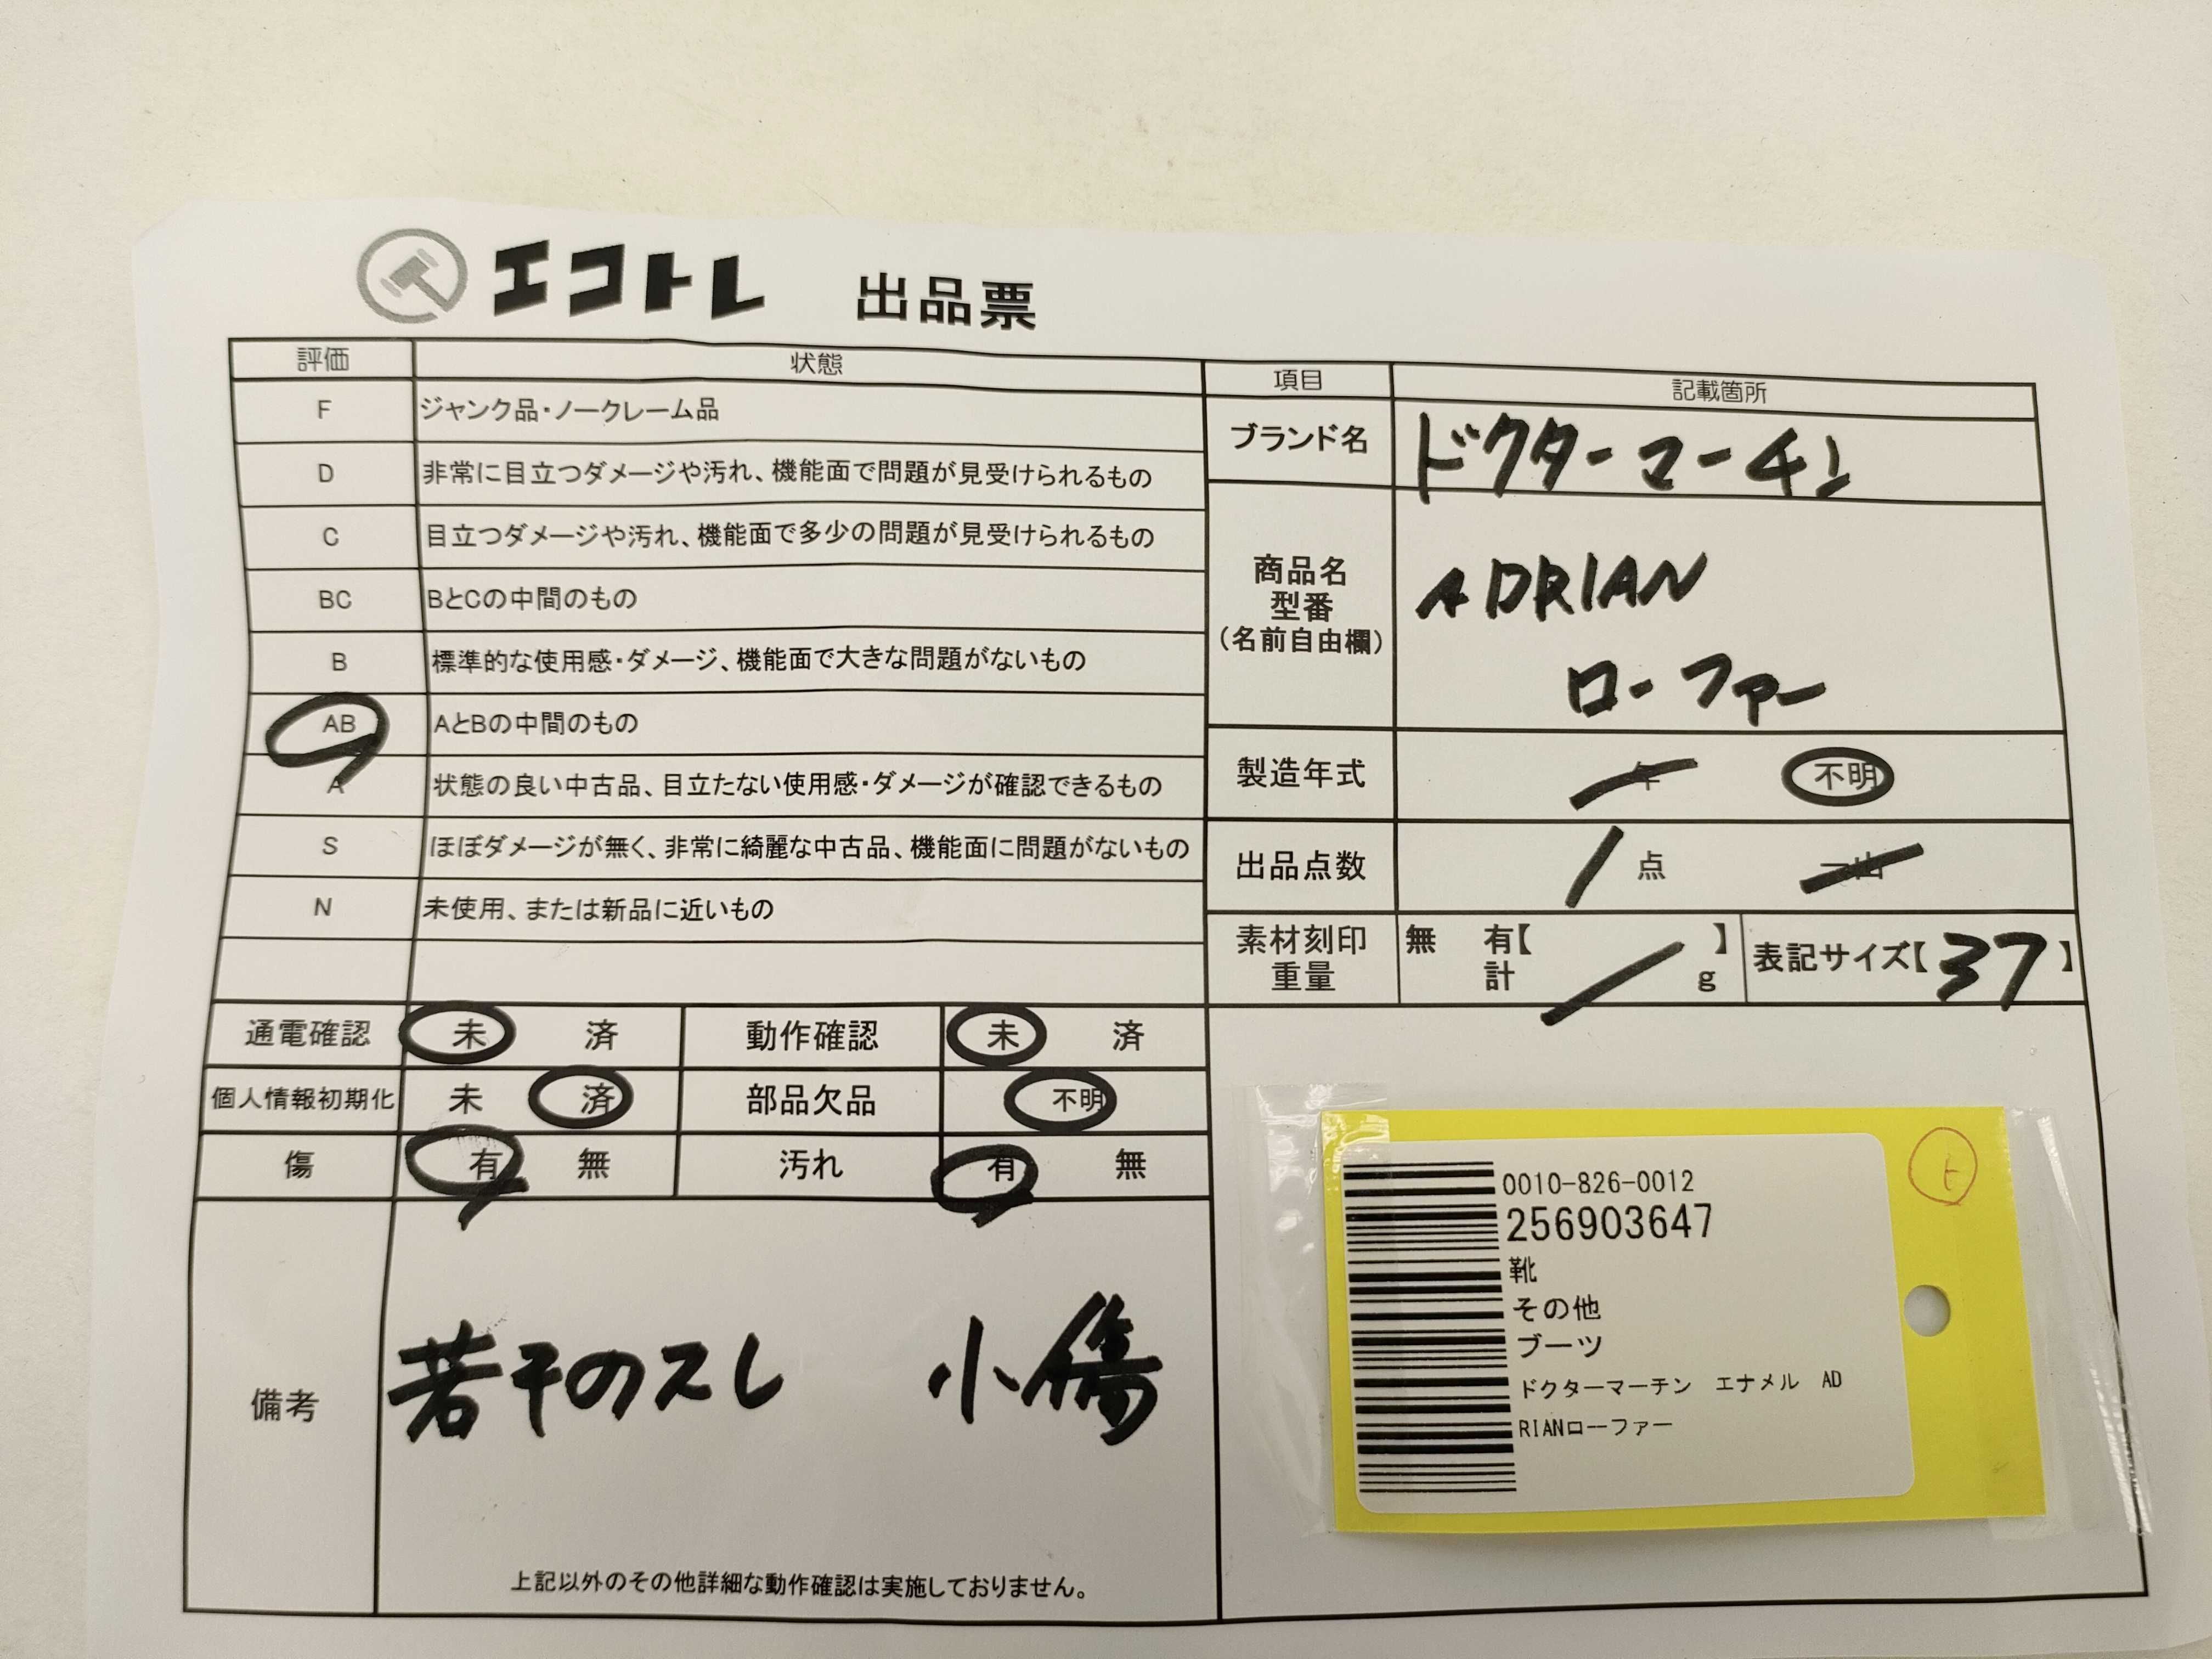 エコトレ 出品票
評価 状態
F ジャンク品・ノークレーム品
D 非常に目立つダメージや汚れ、機能面で問題が見受けられるもの
C 目立つダメージや汚れ、機能面で多少の問題が見受けられるもの
BC BとCの中間のもの
B 標準的な使用感・ダメージ、機能面で大きな問題がないもの
AB AとBの中間のもの
A 状態の良い中古品、目立たない使用感・ダメージが確認できるもの
S ほぼダメージが無く、非常に綺麗な中古品、機能面に問題がないもの
N 未使用、または新品に近いもの
項目 記載箇所
ブランド名 ドクターマーチン
商品名
型番
(名前自由欄)
ADRIAN
ローファー
製造年式 年 不明
出品点数 1 点 一山
素材刻印 無 有【 】
重量 計 g
表記サイズ【37】
通電確認 未 済 動作確認 未 済
個人情報初期化 未 済 部品欠品 不明
傷 有 無 汚れ 有 無
備考
若干のスレ 小傷
上記以外のその他詳細な動作確認は実施しておりません。
0010-826-0012
256903647
靴
その他
ブーツ
ドクターマーチン エナメル AD
RIANローファー